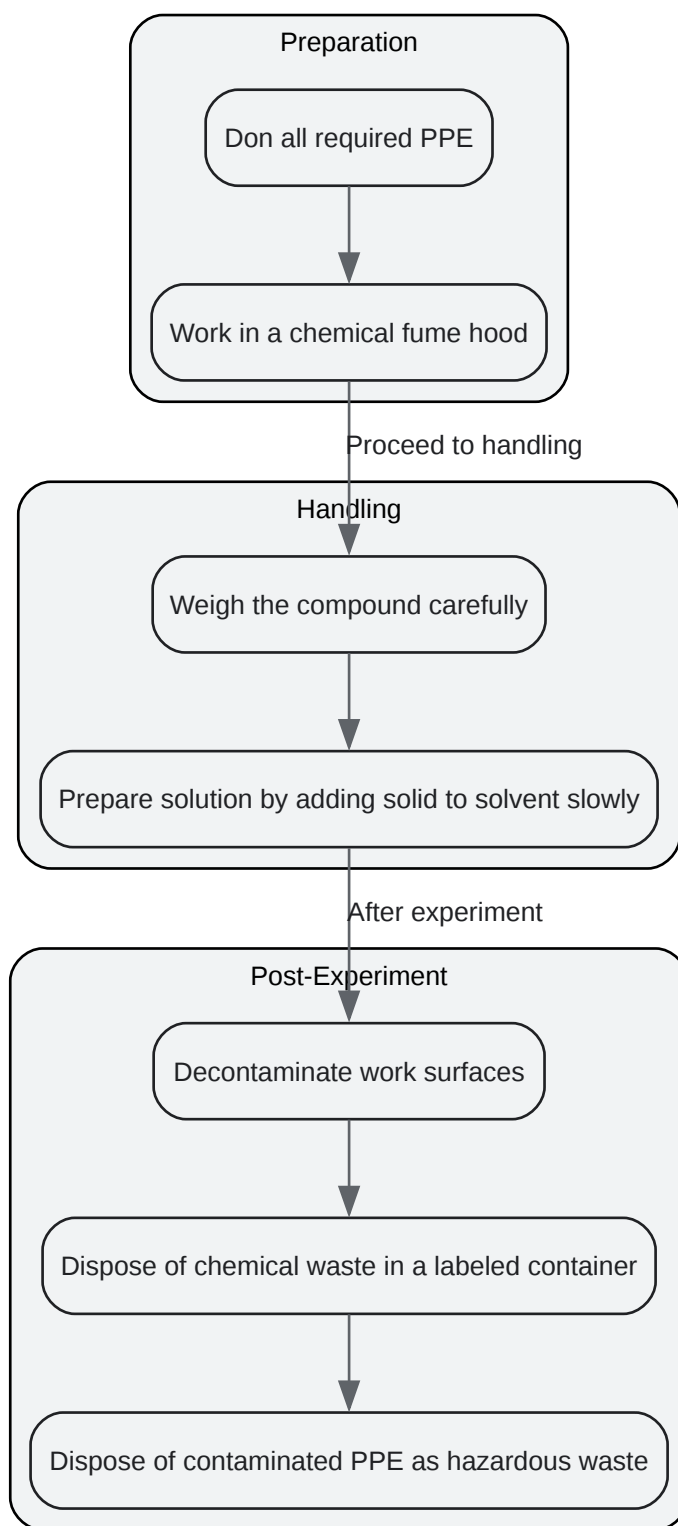 Preparation
Don all required PPE
Work in a chemical fume hood
Proceed to handling
Handling
Weigh the compound carefully
Prepare solution by adding solid to solvent slowly
After experiment
Post-Experiment
Decontaminate work surfaces
Dispose of chemical waste in a labeled container
Dispose of contaminated PPE as hazardous waste